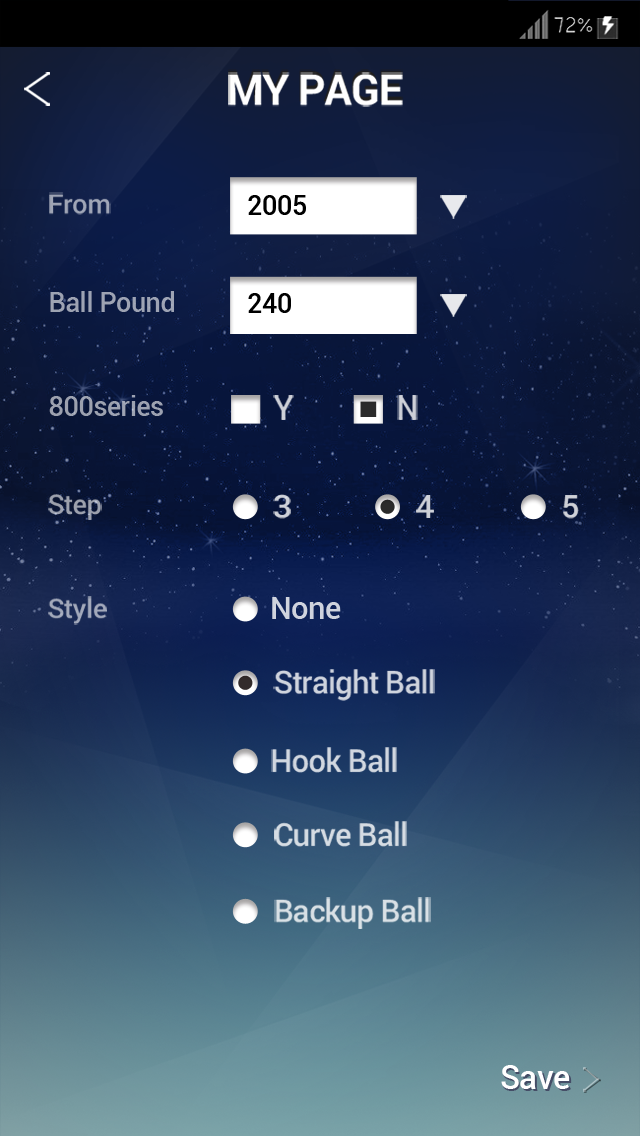 72%
MY PAGE
From 2005
Ball Pound 240
800series Y N
Step 3 4 5
Style None
Straight Ball
Hook Ball
Curve Ball
Backup Ball
Save